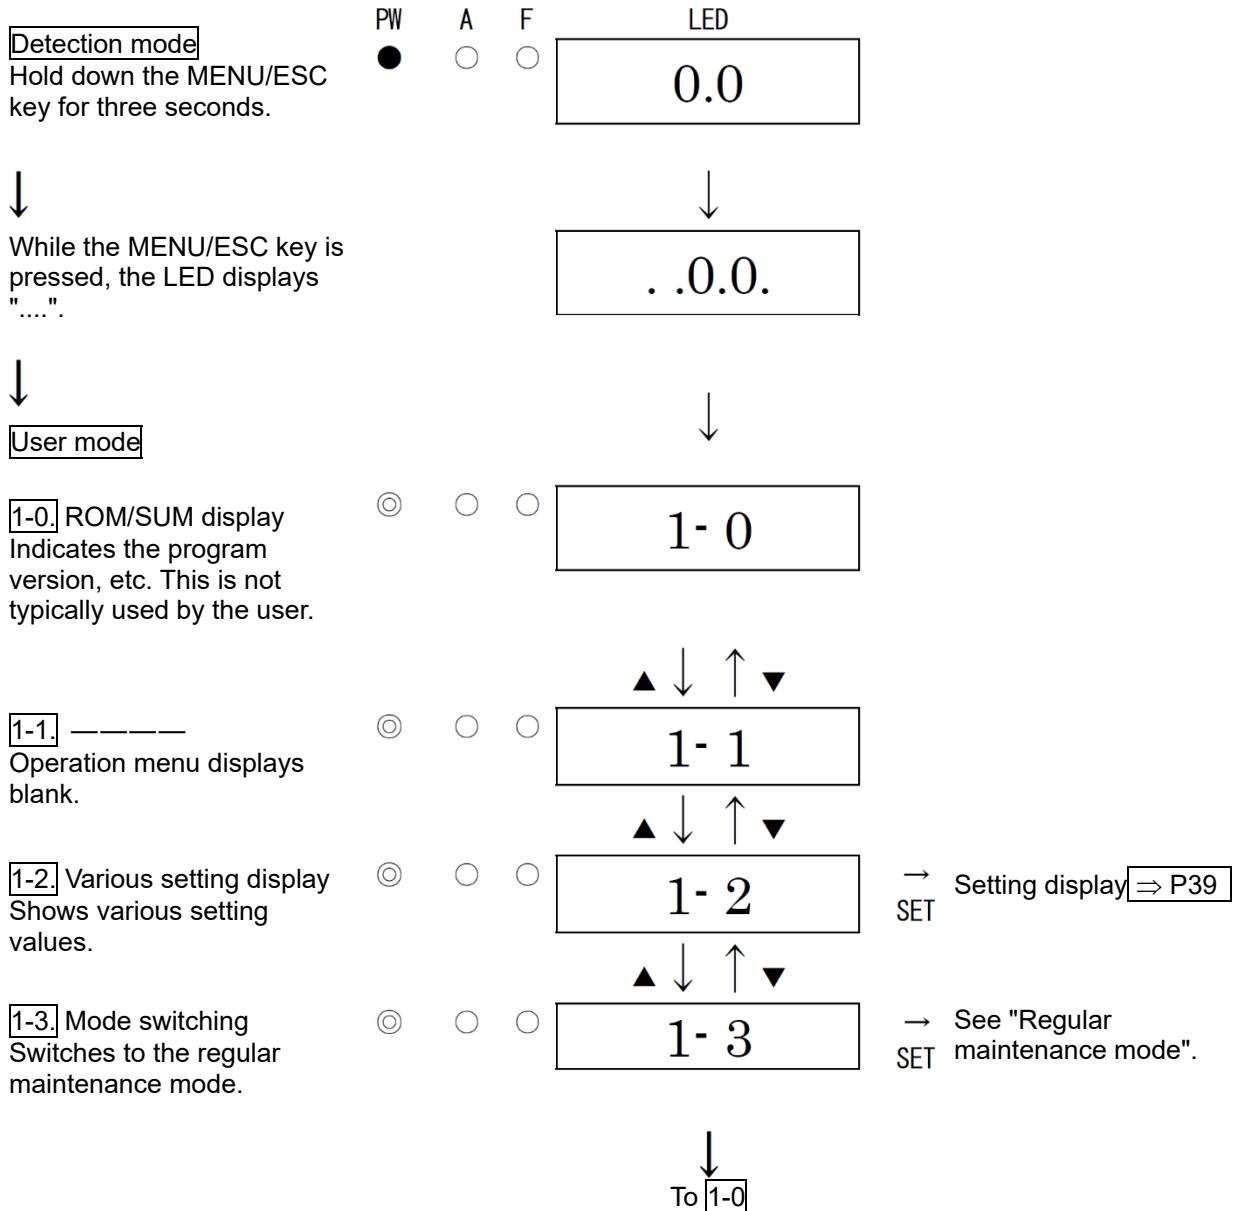 PW A F LED
Detection mode
Hold down the MENU/ESC
key for three seconds.
● ○ ○ 0.0
↓ ↓
While the MENU/ESC key is
pressed, the LED displays
"....".
. .0.0.
↓ ↓
User mode
1-0. ROM/SUM display
Indicates the program
version, etc. This is not
typically used by the user.
◎ ○ ○ 1- 0
▲ ↓ ↑ ▼
1-1. ————
Operation menu displays
blank.
◎ ○ ○ 1- 1
▲ ↓ ↑ ▼
1-2. Various setting display
Shows various setting
values.
◎ ○ ○ 1- 2
→ SET
Setting display ⇒ P39
▲ ↓ ↑ ▼
1-3. Mode switching
Switches to the regular
maintenance mode.
◎ ○ ○ 1- 3
→ SET
See "Regular
maintenance mode".
↓
To 1-0